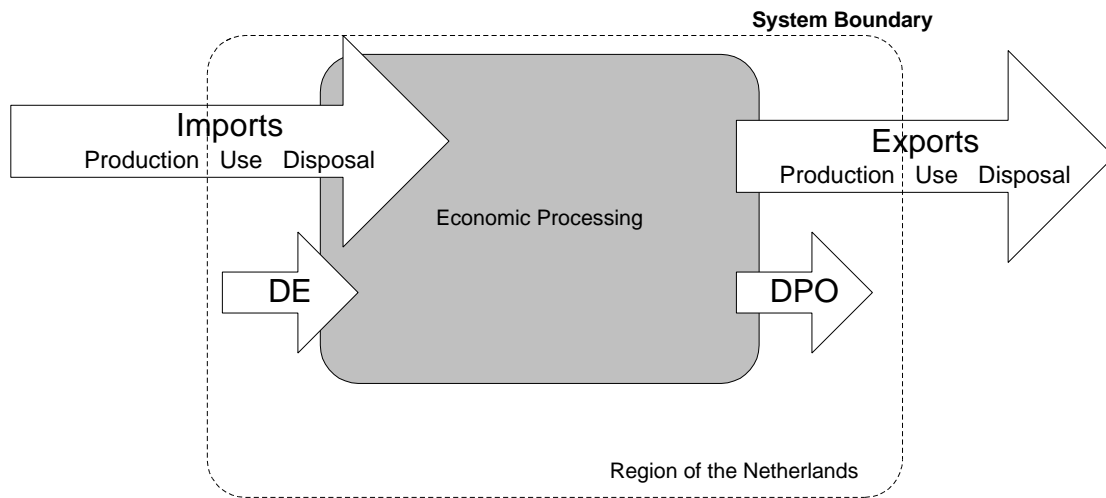 System Boundary
Imports
Production Use Disposal
Exports
Production Use Disposal
Economic Processing
DE
DPO
Region of the Netherlands